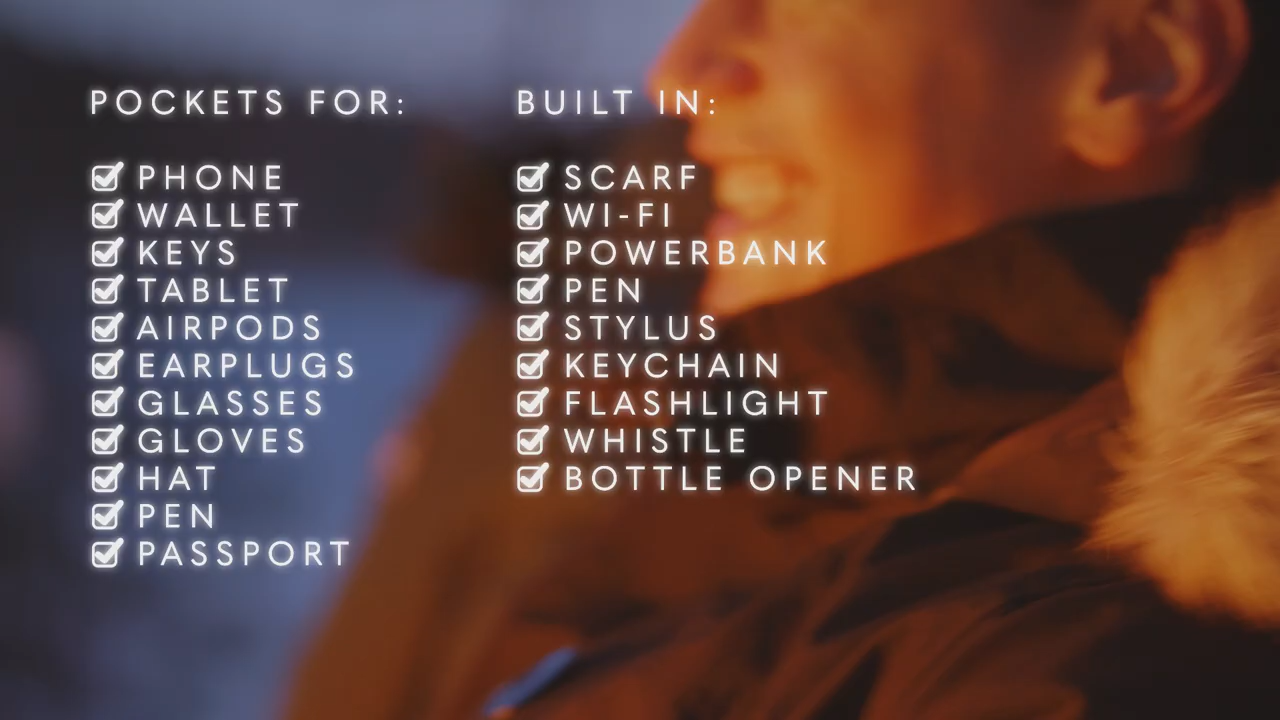 POCKETS FOR:
PHONE
WALLET
KEYS
TABLET
AIRPODS
EARPLUGS
GLASSES
GLOVES
HAT
PEN
PASSPORT
BUILT IN:
SCARF
WI-FI
POWERBANK
PEN
STYLUS
KEYCHAIN
FLASHLIGHT
WHISTLE
BOTTLE OPENER